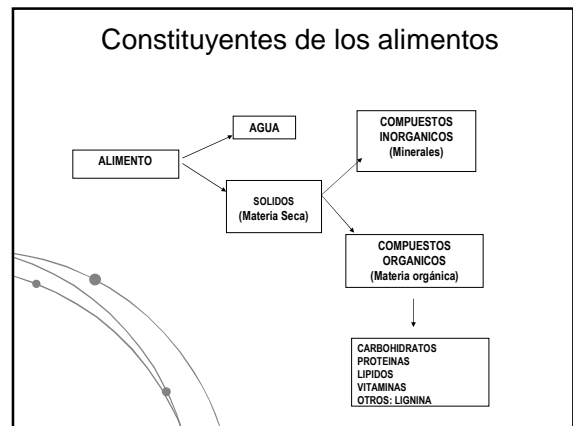 Constituyentes de los alimentos
AGUA
ALIMENTO
SOLIDOS
(Materia Seca)
COMPUESTOS
INORGANICOS
(Minerales)
COMPUESTOS
ORGANICOS
(Materia orgánica)
CARBOHIDRATOS
PROTEINAS
LIPIDOS
VITAMINAS
OTROS: LIGNINA